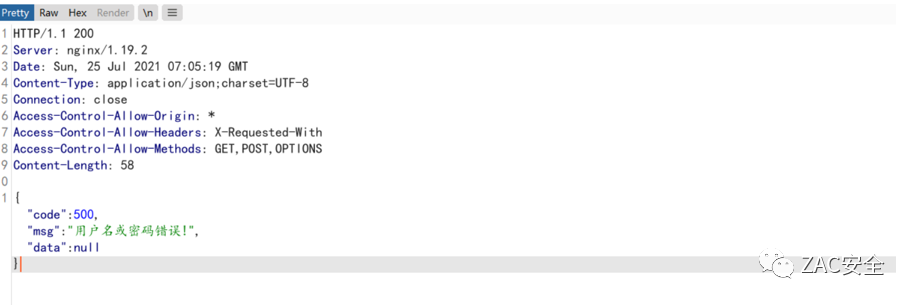 Pretty Raw Hex Render \n
1 HTTP/1.1 200
2 Server: nginx/1.19.2
3 Date: Sun, 25 Jul 2021 07:05:19 GMT
4 Content-Type: application/json;charset=UTF-8
5 Connection: close
6 Access-Control-Allow-Origin: *
7 Access-Control-Allow-Headers: X-Requested-With
8 Access-Control-Allow-Methods: GET,POST,OPTIONS
9 Content-Length: 58
0
1 {
"code":500,
"msg":"用户名或密码错误!",
"data":null
}
ZAC安全